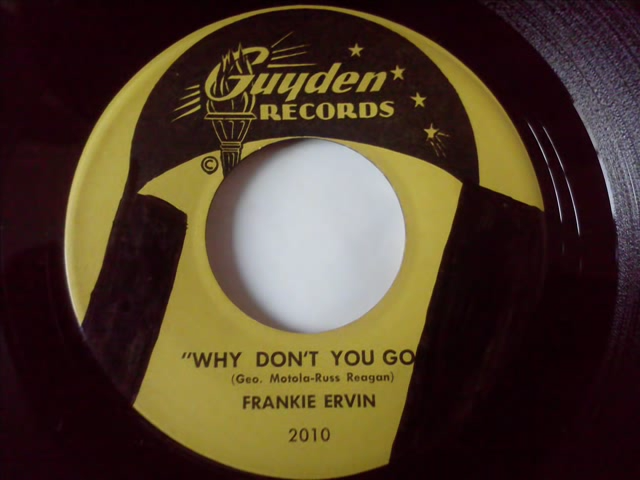 Guyden
RECORDS
©
"WHY DON'T YOU GO
(Geo. Motola-Russ Reagan)
FRANKIE ERVIN
2010